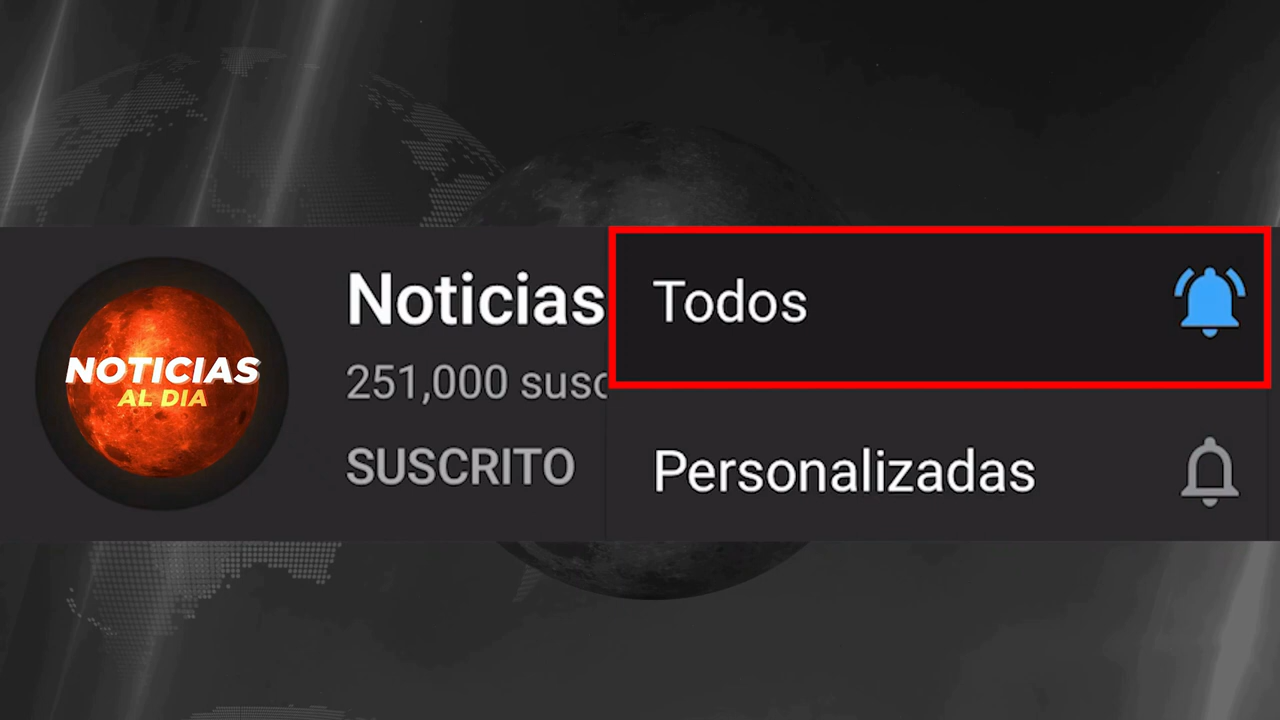 NOTICIAS
AL DIA
Noticias
251,000 susc
SUSCRITO
Todos
Personalizadas